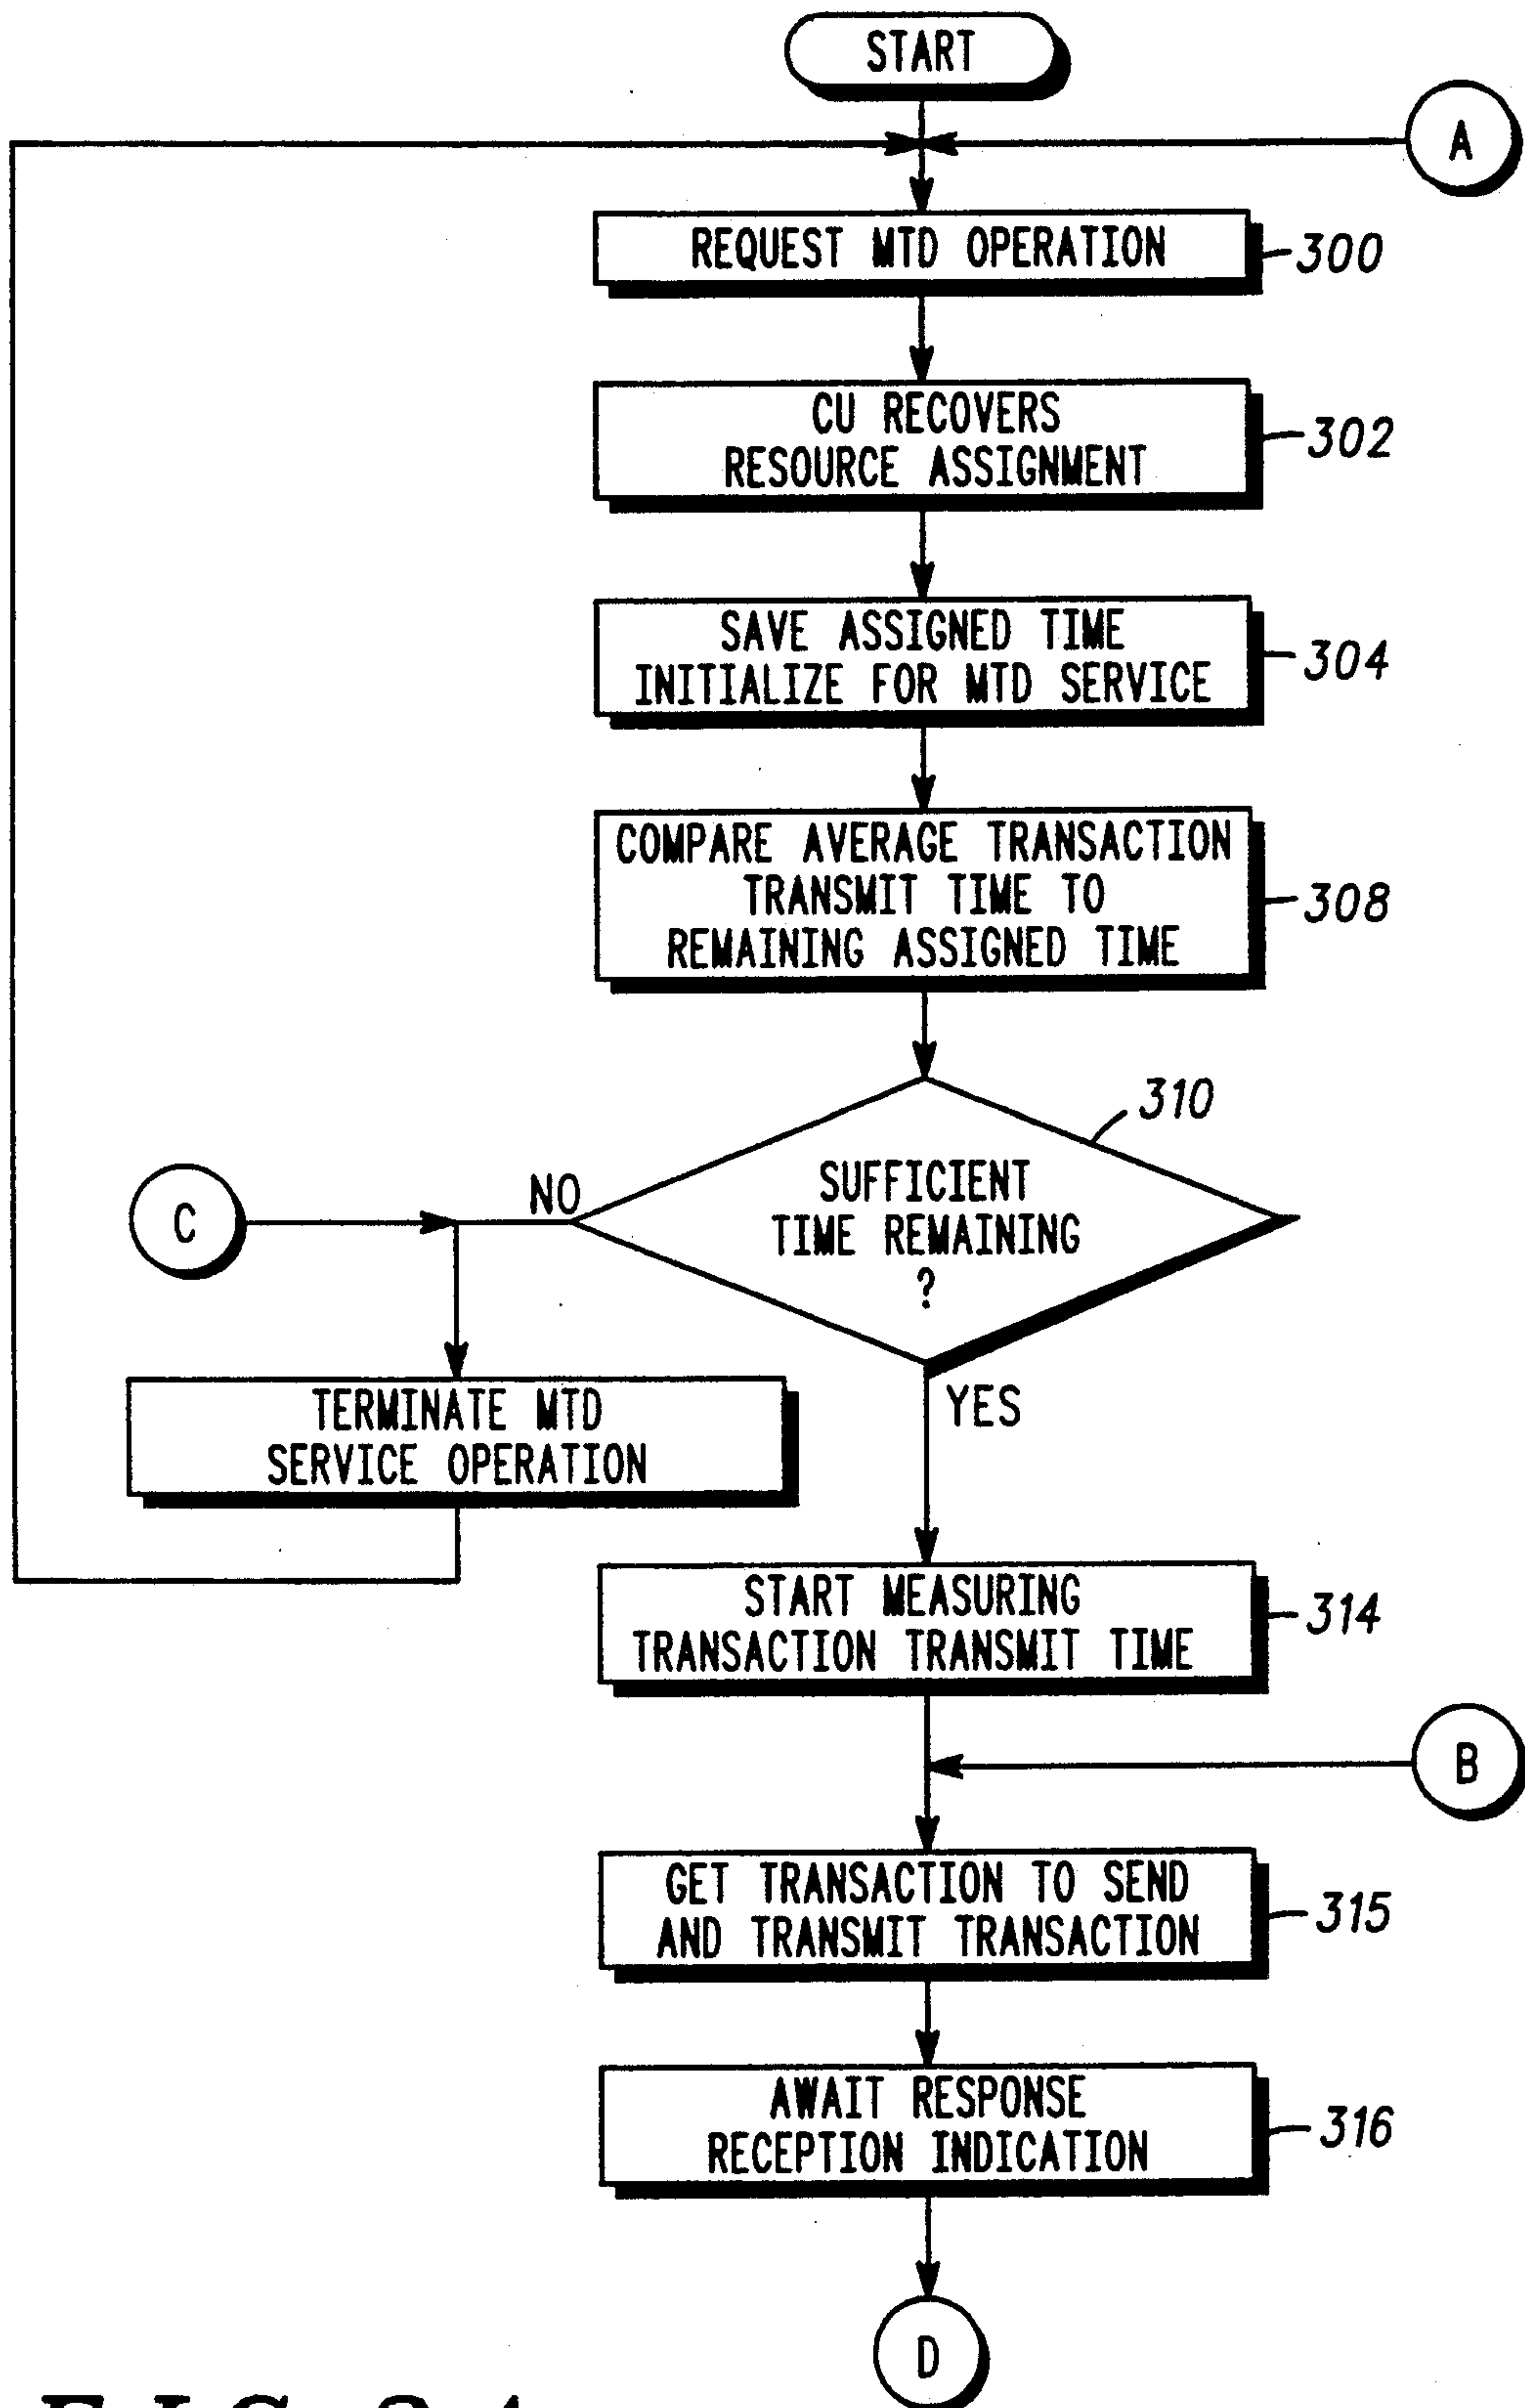 START
A
REQUEST MTD OPERATION
300
CU RECOVERS
RESOURCE ASSIGNMENT
302
SAVE ASSIGNED TIME
INITIALIZE FOR MTD SERVICE
304
COMPARE AVERAGE TRANSACTION
TRANSMIT TIME TO
REMAINING ASSIGNED TIME
308
310
SUFFICIENT
TIME REMAINING
?
NO
C
YES
TERMINATE MTD
SERVICE OPERATION
START MEASURING
TRANSACTION TRANSMIT TIME
314
B
GET TRANSACTION TO SEND
AND TRANSMIT TRANSACTION
315
AWAIT RESPONSE
RECEPTION INDICATION
316
D